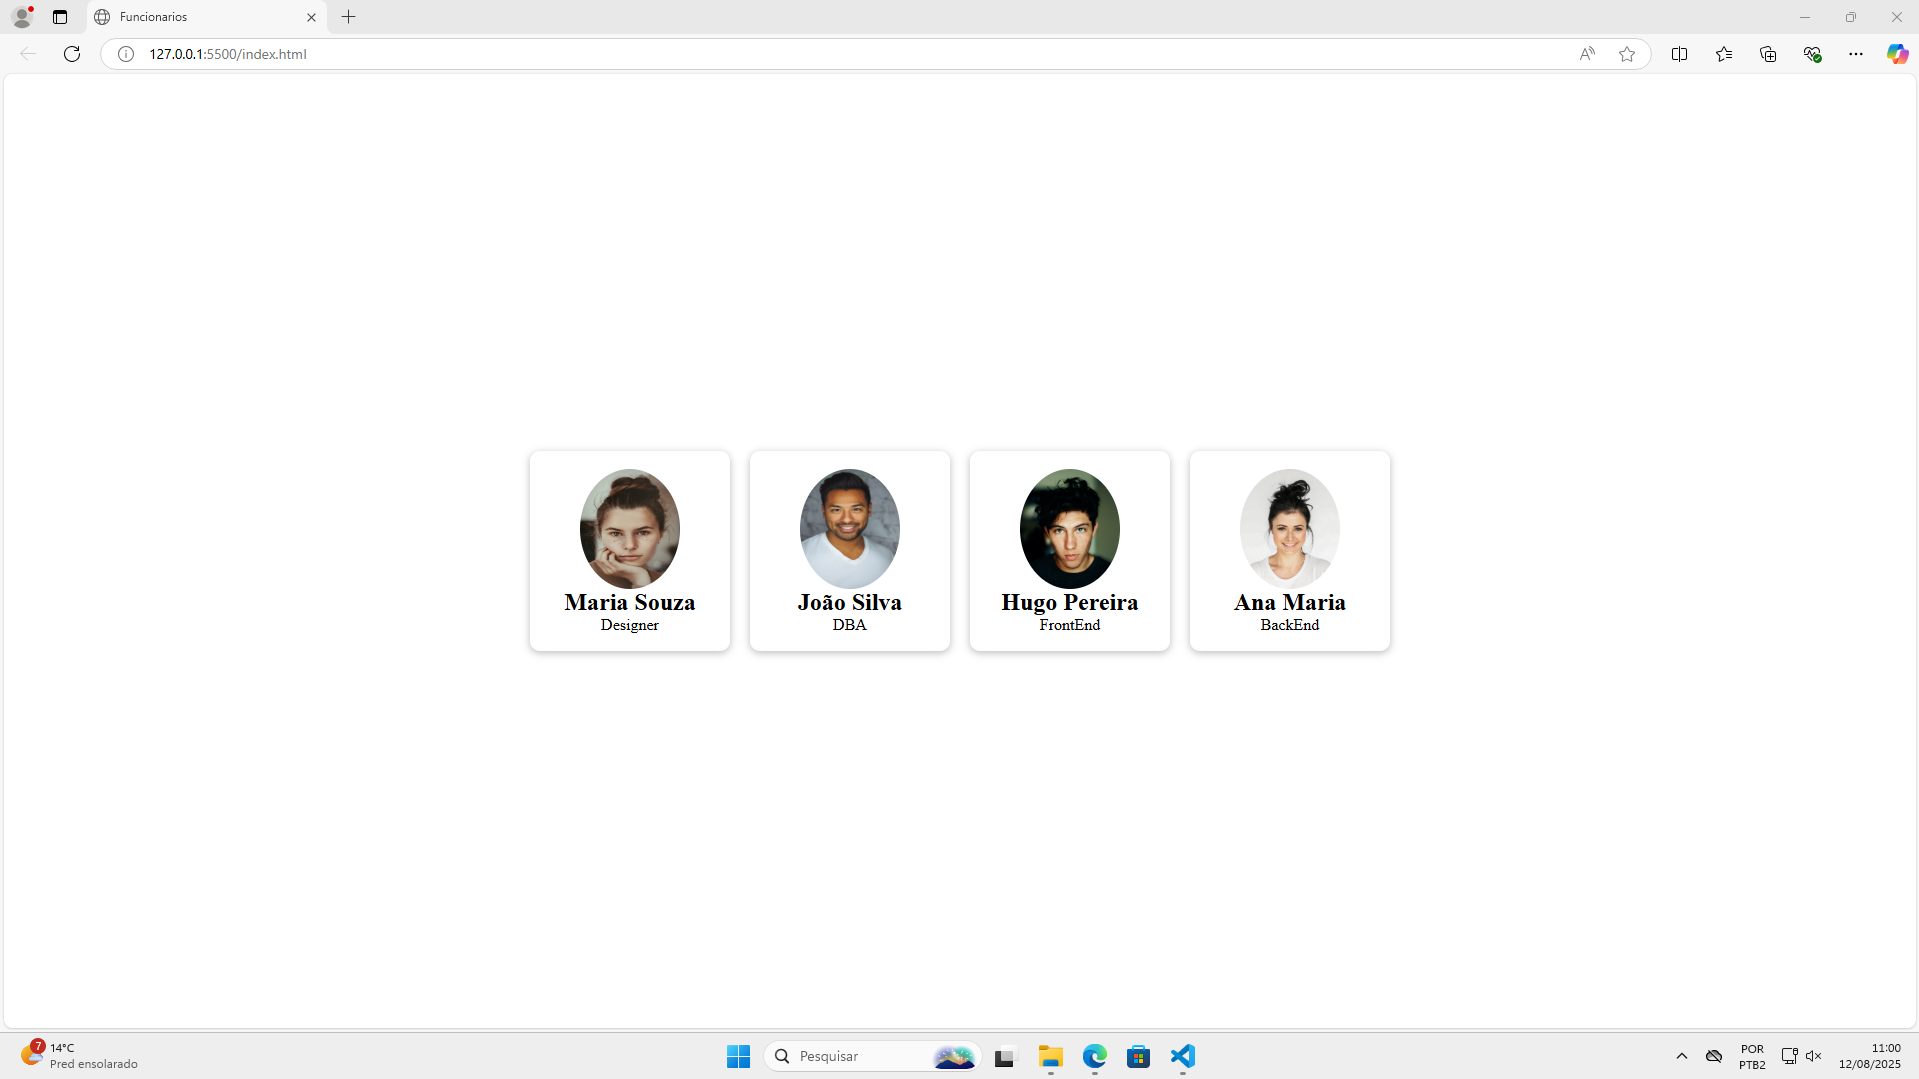 Funcionarios
127.0.0.1:5500/index.html
Maria Souza
Designer
João Silva
DBA
Hugo Pereira
FrontEnd
Ana Maria
BackEnd
7
14°C
Pred ensolarado
Pesquisar
POR
PTB2
11:00
12/08/2025